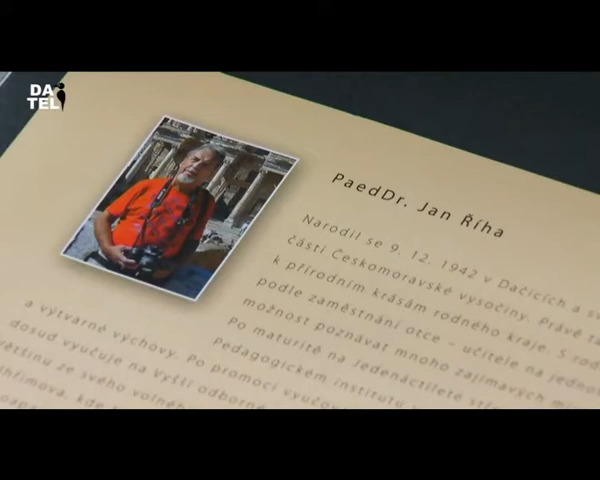 DA
TEL
PaedDr. Jan Říha
Narodil se 9. 12. 1942 v Dačicích a
části Českomoravské vysočiny. Právě
k přírodním krásám rodného kraje. S
podle zaměstnání otce – učitele na
možnost poznávat mnoho zajímavých
Po maturitě na jedenáctileté
Pedagogickém institutu
a výtvarné výchovy. Po promoci
dosud vyučuje na Vyšší odborné
většinu ze svého
kde